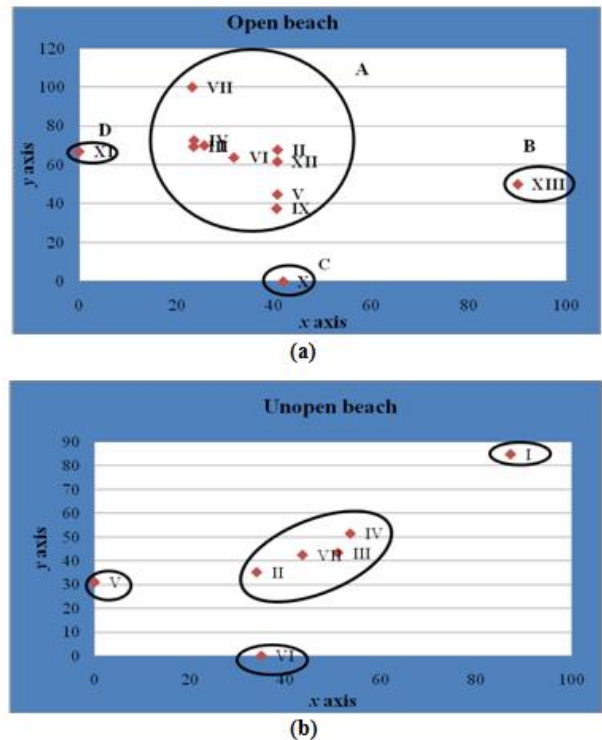 Open beach
120
100
80
60
40
20
0
y axis
A
VII
D
XI
IV
VI
II
XII
B
XIII
V
IX
C
X
0 20 40 60 80 100
x axis
(a)
Unopen beach
90
80
70
60
50
40
30
20
10
0
y axis
I
IV
VII
III
II
V
VI
0 20 40 60 80 100
x axis
(b)